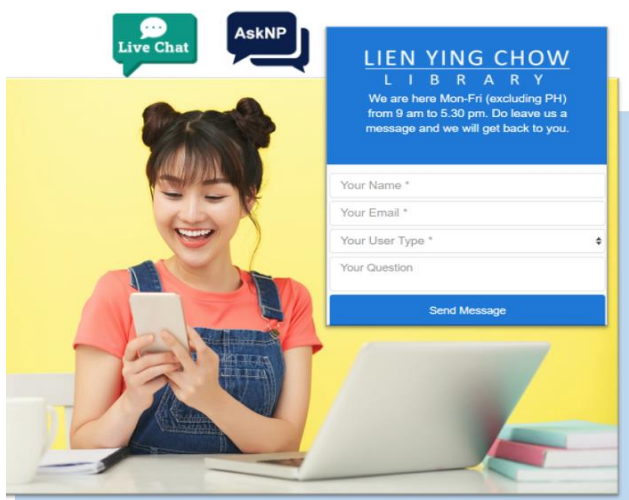 Live Chat
AskNP
LIEN YING CHOW
LIBRARY
We are here Mon-Fri (excluding PH)
from 9 am to 5.30 pm. Do leave us a
message and we will get back to you.
Your Name *
Your Email *
Your User Type *
Your Question
Send Message